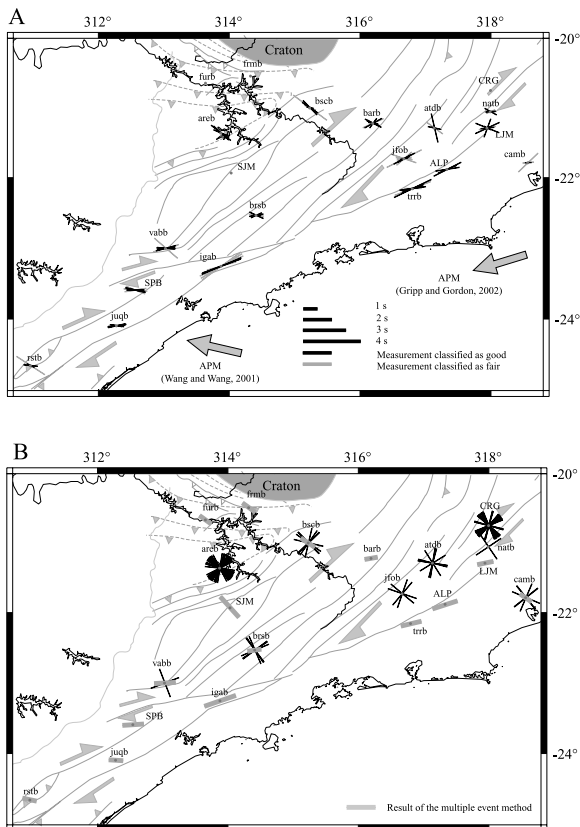 A
312 314 316 318
Craton
furb
frmb
CRG
bscb
barb
atdb
natb
areb
LJM
jfob
ALP
camb
SJM
trrb
brsb
vabb
igab
SPB
juqb
rstb
-20°
-22°
-24°
APM
(Gripp and Gordon, 2002)
APM
(Wang and Wang, 2001)
1 s
2 s
3 s
4 s
Measurement classified as good
Measurement classified as fair
B
312 314 316 318
Craton
furb
frmb
CRG
bscb
barb
atdb
natb
areb
LJM
jfob
ALP
camb
SJM
trrb
brsb
vabb
igab
SPB
juqb
rstb
-20°
-22°
-24°
Result of the multiple event method